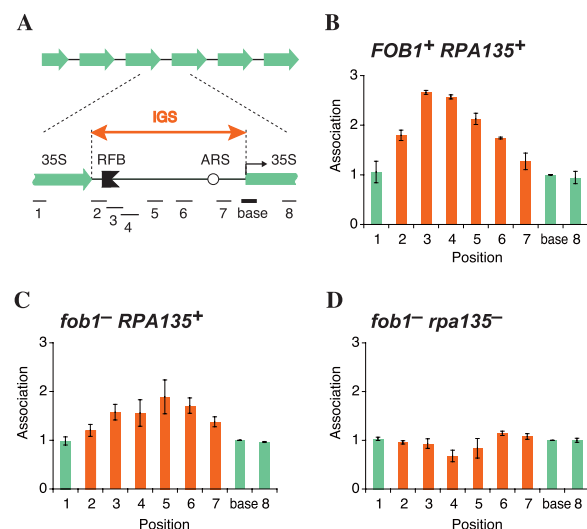 A
IGS
35S
RFB
ARS
35S
1
2
3
4
5
6
7
base
8
B
FOB1+ RPA135+
Association
3
2
1
0
1 2 3 4 5 6 7 base 8
Position
C
fob1– RPA135+
Association
3
2
1
0
1 2 3 4 5 6 7 base 8
Position
D
fob1– rpa135–
Association
3
2
1
0
1 2 3 4 5 6 7 base 8
Position